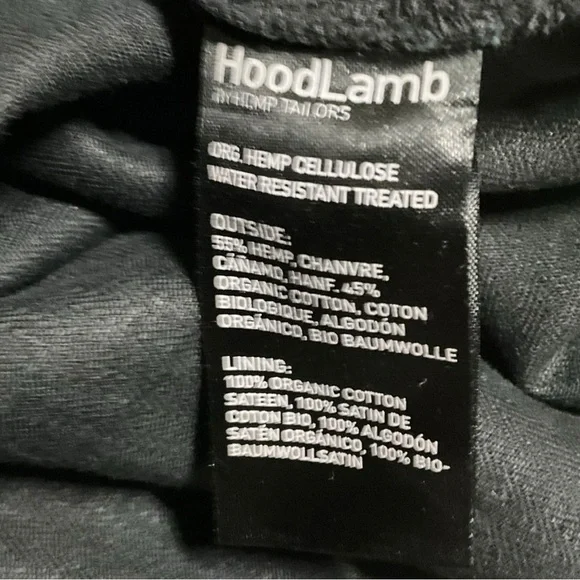 HoodLamb
HEMP TAILORS
ORG. HEMP CELLULOSE
WATER RESISTANT TREATED
OUTSIDE:
55% HEMP, CHANVRE,
CÁÑAMO, HANF, 45%
ORGANIC COTTON, COTON
BIOLOGIQUE, ALGODÓN
ORGÁNICO, BIO BAUMWOLLE
LINING:
100% ORGANIC COTTON
SATEEN, 100% SATIN DE
COTON BIO, 100% ALGODÓN
SATÉN ORGÁNICO, 100% BIO-
BAUMWOLLSATIN